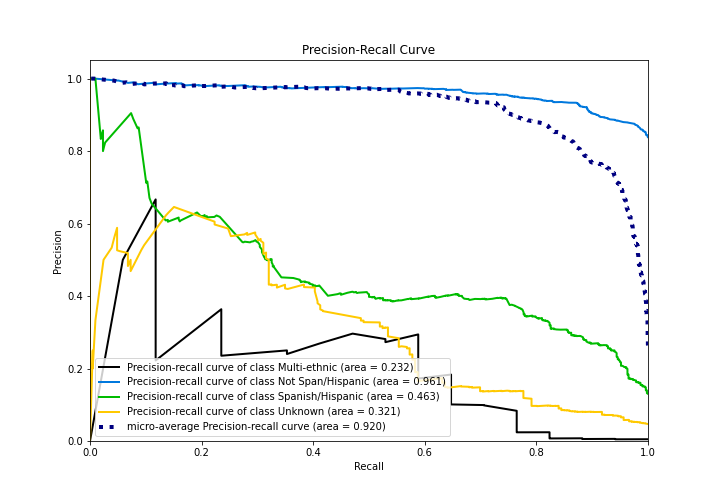 Precision-Recall Curve
Precision
1.0
0.8
0.6
0.4
0.2
0.0
Precision-recall curve of class Multi-ethnic (area = 0.232)
Precision-recall curve of class Not Span/Hispanic (area = 0.961)
Precision-recall curve of class Spanish/Hispanic (area = 0.463)
Precision-recall curve of class Unknown (area = 0.321)
micro-average Precision-recall curve (area = 0.920)
0.0 0.2 0.4 0.6 0.8 1.0
Recall